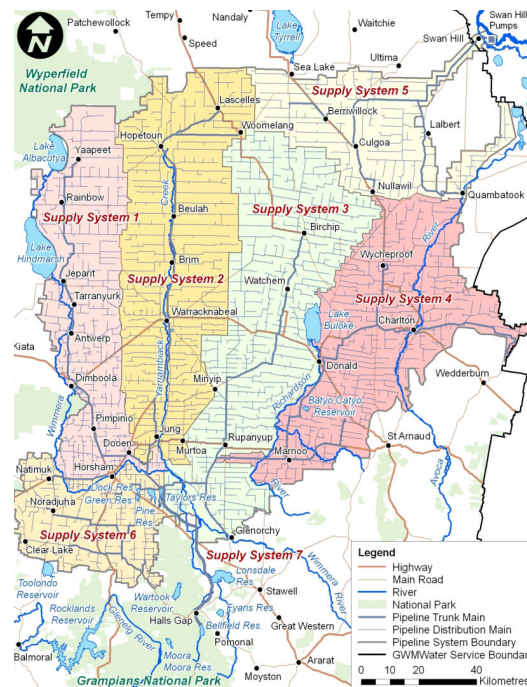 Patchewollock
Tempy
Nandaly
Speed
Lake
Tyrrell
Waitchie
Swan Hill
Pumps
Swan Hill
Ultima
Sea Lake
Wyperfield
National Park
Lascelles
Supply System 5
Berriwillock
Lalbert
Woomelang
Hopetoun
Culgoa
Lake
Albacutya
Yaapeet
Nullawil
Quambatook
Rainbow
Creek
Beulah
Supply System 1
Supply System 3
Birchip
River
Lake
Hindmarsh
Brim
Wycheproof
Jeparit
Supply System 2
Watchem
Supply System 4
Tarranyurk
Lake
Buloke
Warracknabeal
Charlton
Antwerp
Kiata
Yarriambiack
Donald
Wedderburn
Dimboola
Minyip
Richardson
Batyo Catyo
Reservoir
Wimmera
Pimpinio
Jung
Rupanyup
St Arnaud
Dooen
Murtoa
Marnoo
Avoca
Natimuk
Horsham
Dock Res.
Green Res.
Taylors Res.
River
Noradjuha
Pine
Res.
Glenorchy
Supply System 6
Supply System 7
Clear Lake
Toolondo
Reservoir
Lonsdale
Res.
Wimmera
River
Wartook
Reservoir
Stawell
Rocklands
Reservoir
Glenelg River
Fyans Res.
Halls Gap
Great Western
Bellfield Res.
Pomonal
Balmoral
Moora
Moora Res
Ararat
Grampians National Park
Moyston
Legend
Highway
Main Road
River
National Park
Pipeline Trunk Main
Pipeline Distribution Main
Pipeline System Boundary
GWMWater Service Boundar
0 10 20 40
Kilometres
N